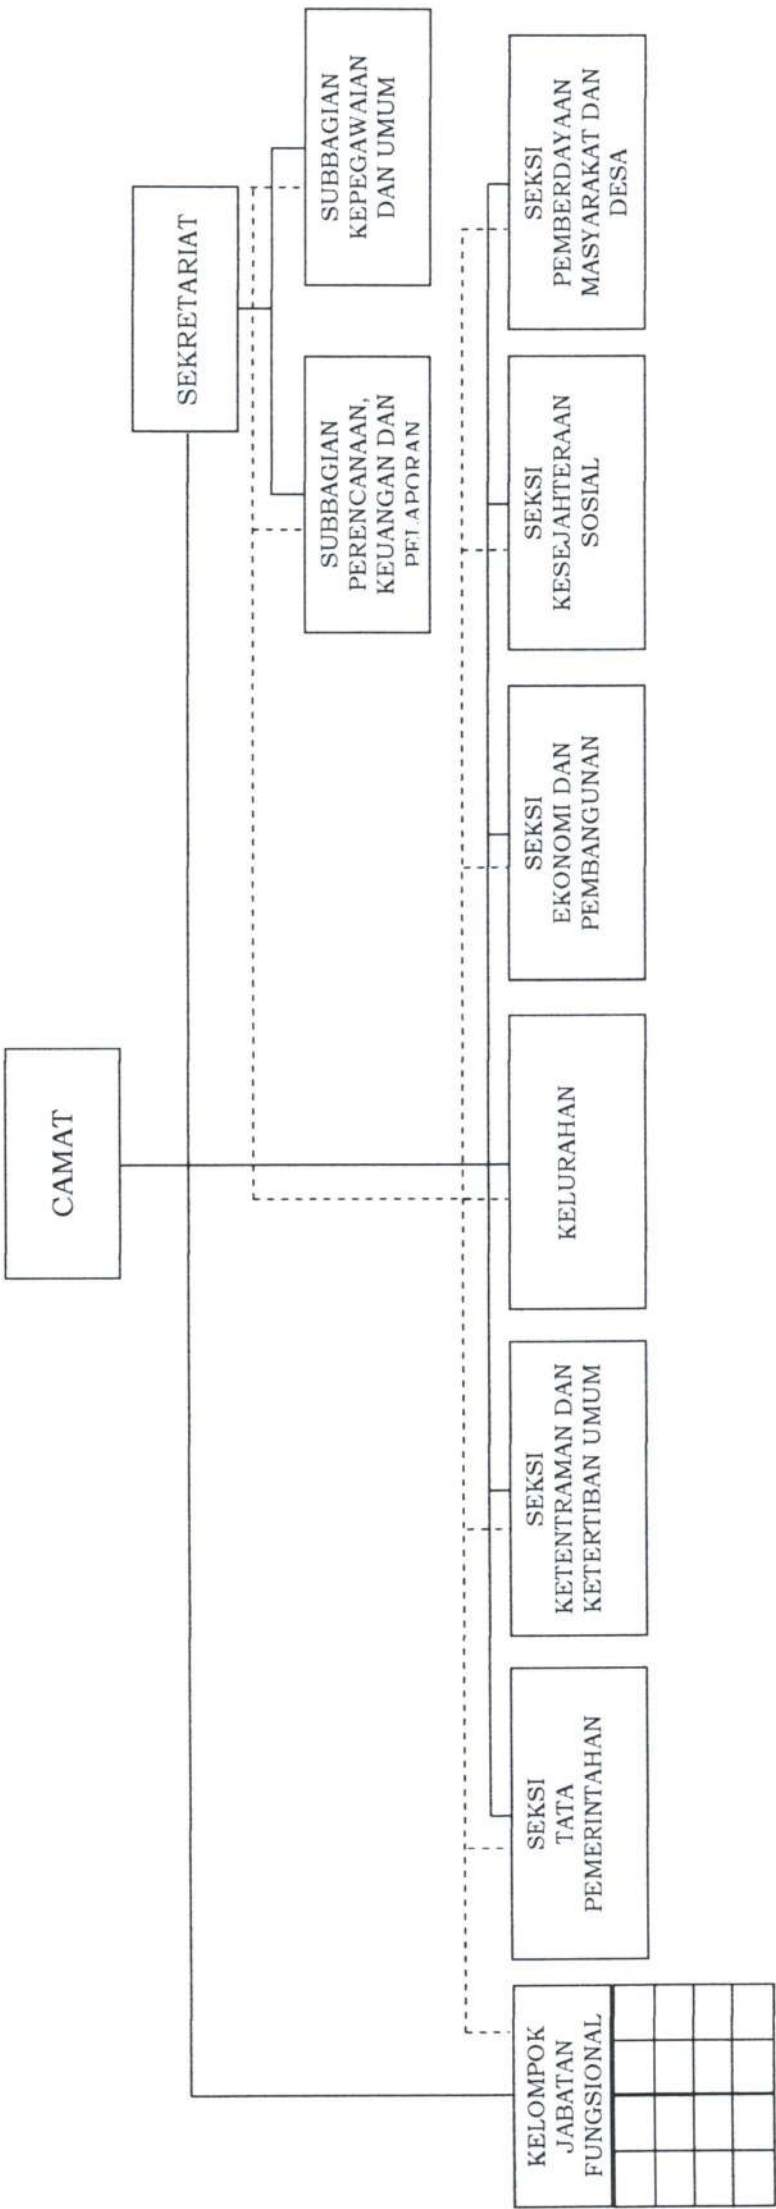 CAMAT
SEKRETARIAT
SUBBAGIAN
PERENCANAAN,
KEUANGAN DAN
PELAPORAN
SUBBAGIAN
KEPEGAWAIAN
DAN UMUM
KELOMPOK
JABATAN
FUNGSIONAL
SEKSI
TATA
PEMERINTAHAN
SEKSI
KETENTRAMAN DAN
KETERTIBAN UMUM
KELURAHAN
SEKSI
EKONOMI DAN
PEMBANGUNAN
SEKSI
KESEJAHTERAAN
SOSIAL
SEKSI
PEMBERDAYAAN
MASYARAKAT DAN
DESA